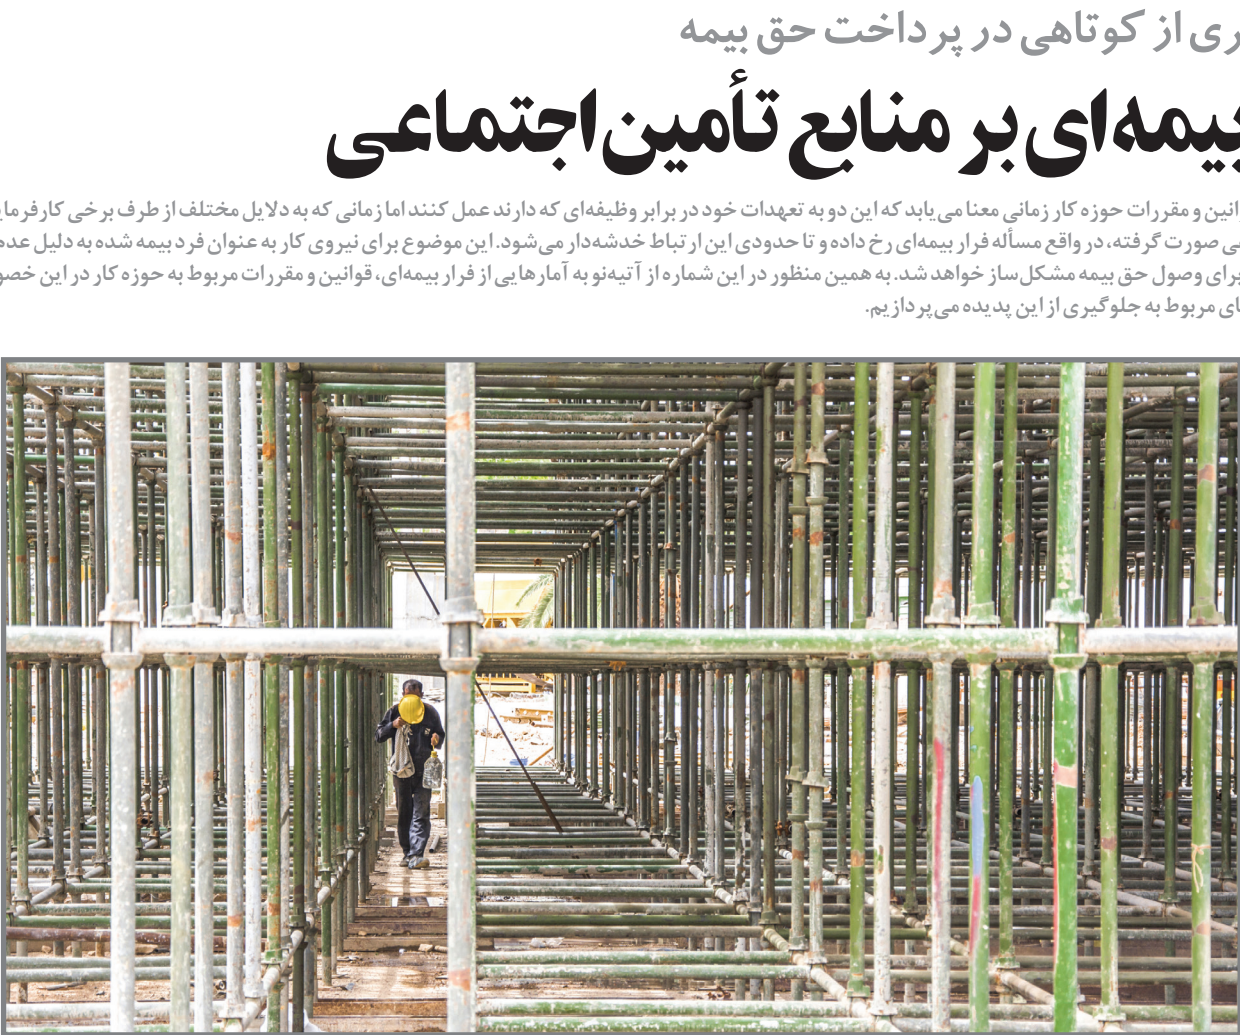 ری از کوتاهی در پرداخت حق بیمه
بیمه‌ای بر منابع تأمین اجتماعی
انین و مقررات حوزه کار زمانی معنا می‌یابد که این دو به تعهدات خود در برابر وظیفه‌ای که دارند عمل کنند اما زمانی که به دلایل مختلف از طرف برخی کارفرمای
هی صورت گرفته، در واقع مسأله فرار بیمه‌ای رخ داده و تا حدودی این ارتباط خدشه‌دار می‌شود. این موضوع برای نیروی کار به عنوان فرد بیمه شده به دلیل عدم
برای وصول حق بیمه مشکل‌ساز خواهد شد. به همین منظور در این شماره از آتیه‌نو به آمارهایی از فرار بیمه‌ای، قوانین و مقررات مربوط به حوزه کار در این خصو
ای مربوط به جلوگیری از این پدیده می‌پردازیم.